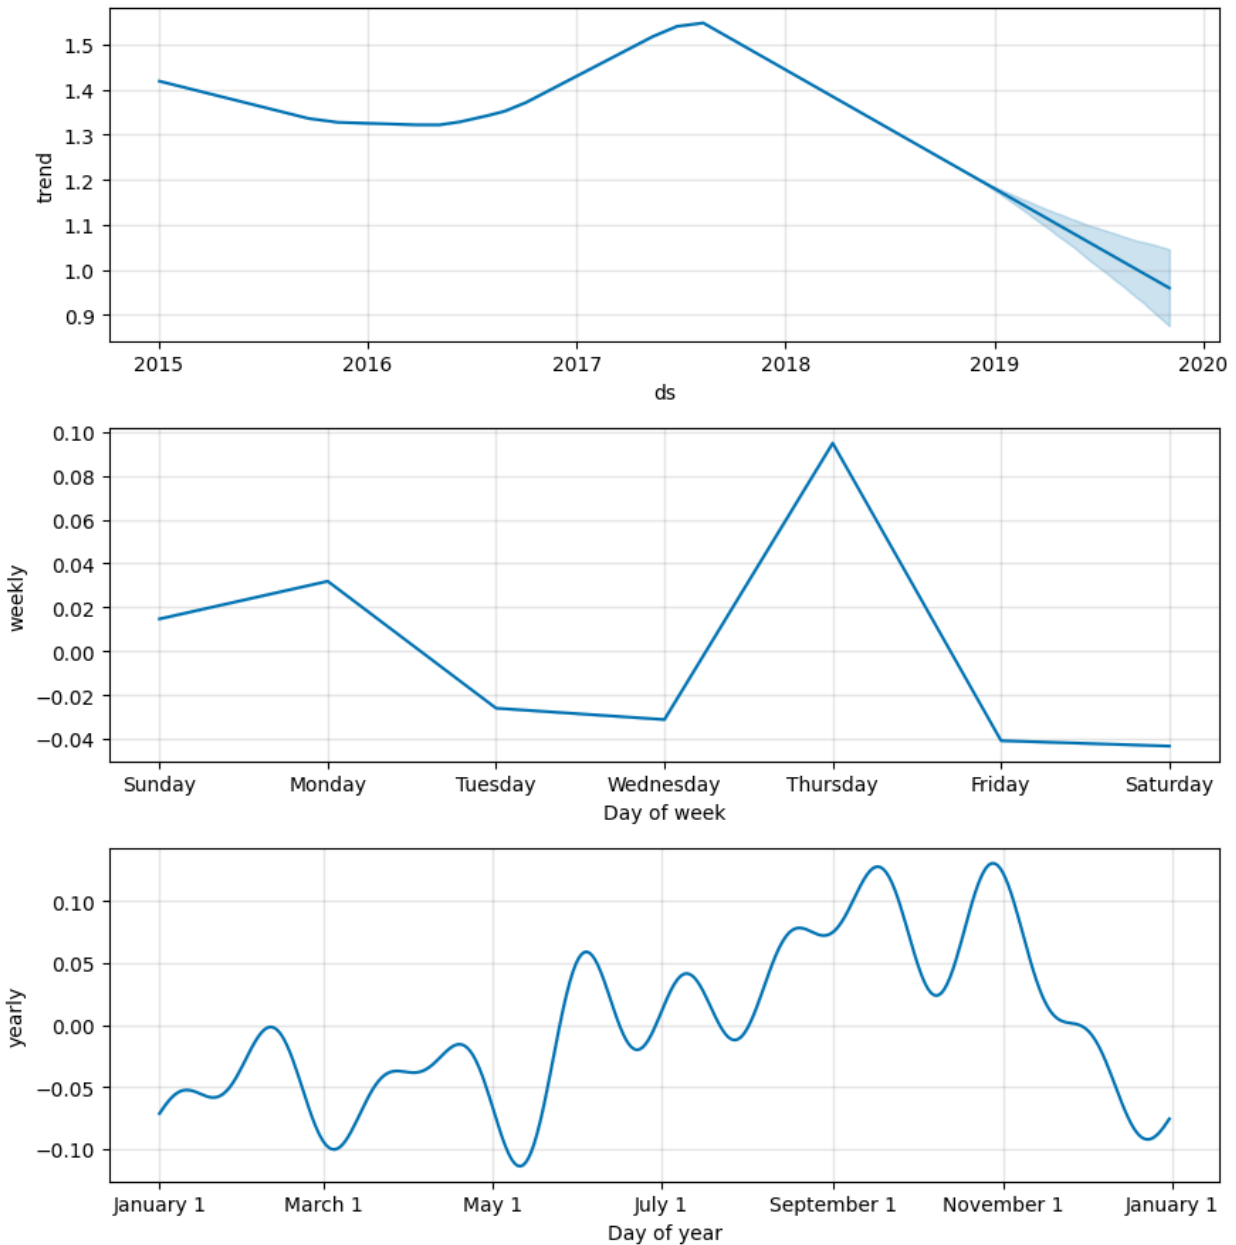 1.5
1.4
1.3
1.2
1.1
1.0
0.9
trend
2015 2016 2017 2018 2019 2020
ds
0.10
0.08
0.06
0.04
0.02
0.00
−0.02
−0.04
weekly
Sunday Monday Tuesday Wednesday Thursday Friday Saturday
Day of week
0.10
0.05
0.00
−0.05
−0.10
yearly
January 1 March 1 May 1 July 1 September 1 November 1 January 1
Day of year